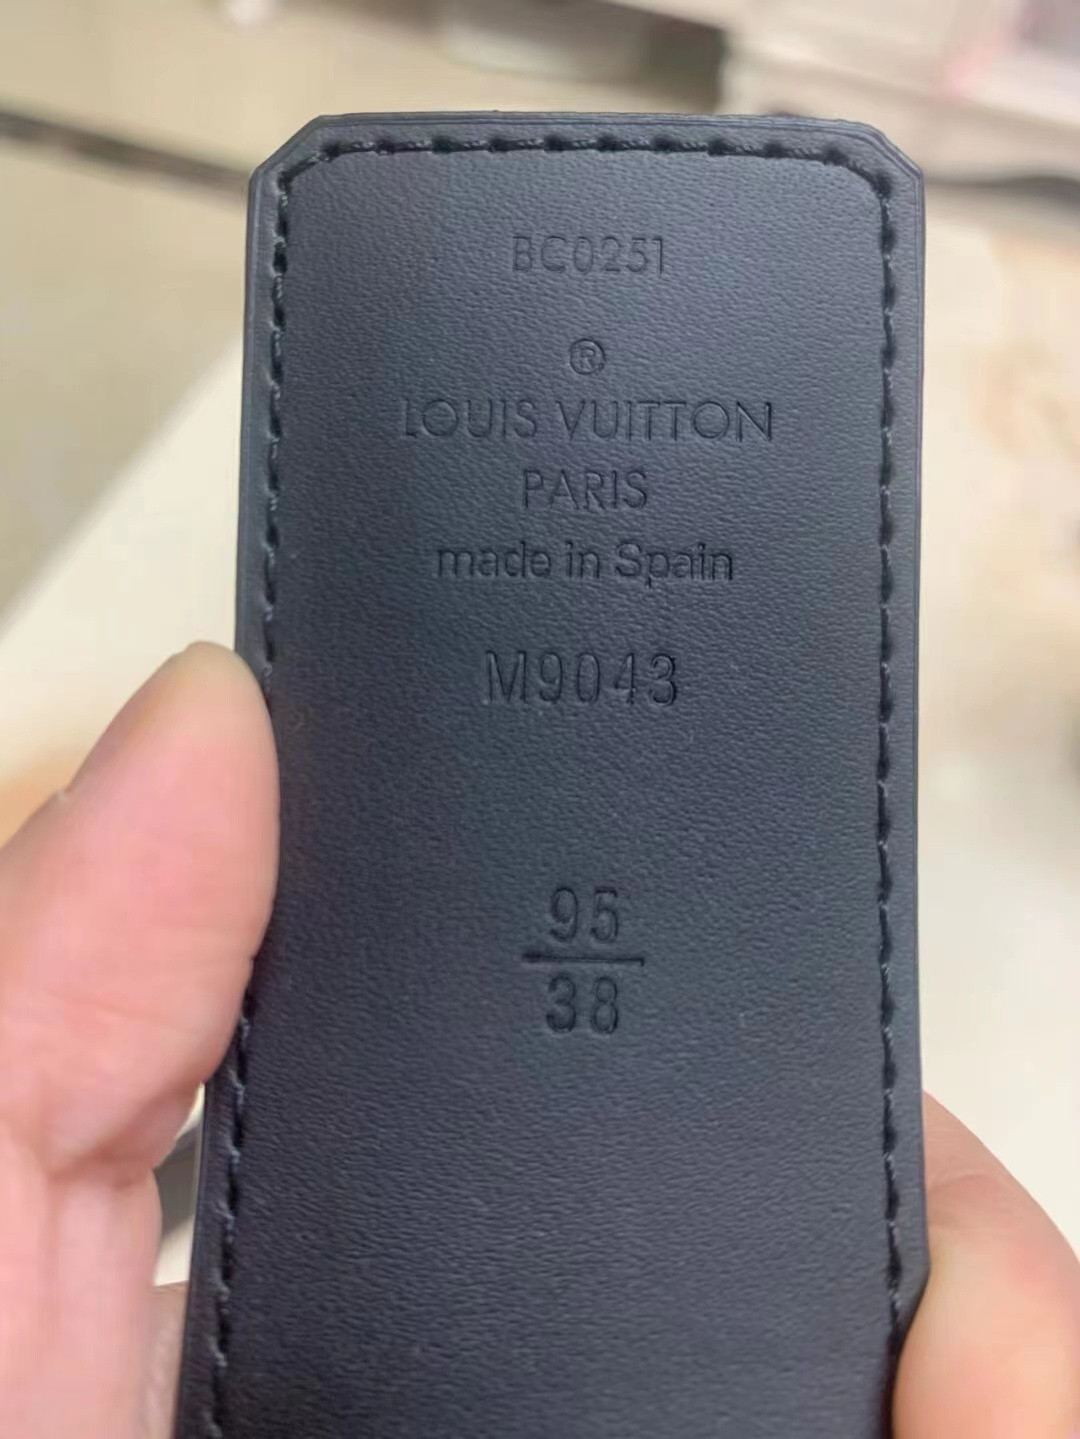 BC0251
®
LOUIS VUITTON
PARIS
made in Spain
M9043
95
38